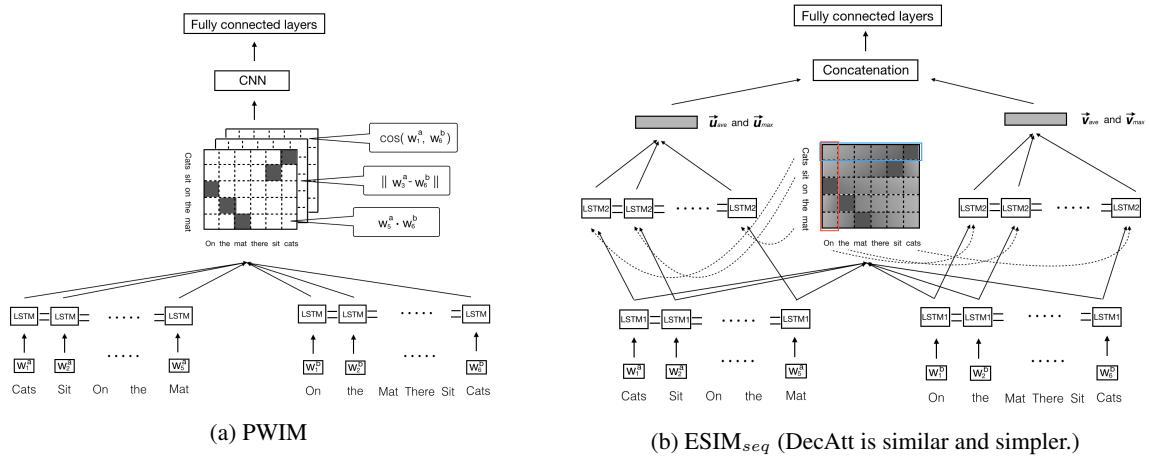 Fully connected layers
CNN
COS( W₁ᵃ, W₆ᵇ)
|| W₃ᵃ- W₆ᵇ ||
W₅ᵃ · W₆ᵇ
Cats sit on the mat
On the mat there sit cats
LSTM LSTM ..... LSTM LSTM LSTM ..... LSTM
W₁ᵃ W₂ᵃ ..... W₅ᵃ W₁ᵇ W₂ᵇ ..... W₆ᵇ
Cats Sit On the Mat On the Mat There Sit Cats
(a) PWIM
Fully connected layers
Concatenation
u_ave and u_max
v_ave and v_max
Cats sit on the mat
On the mat there sit cats
LSTM2 LSTM2 ..... LSTM2 LSTM2 LSTM2 ..... LSTM2
LSTM1 LSTM1 ..... LSTM1 LSTM1 LSTM1 ..... LSTM1
W₁ᵃ W₂ᵃ ..... W₅ᵃ W₁ᵇ W₂ᵇ ..... W₆ᵇ
Cats Sit On the Mat On the Mat There Sit Cats
(b) ESIM_seq (DecAtt is similar and simpler.)